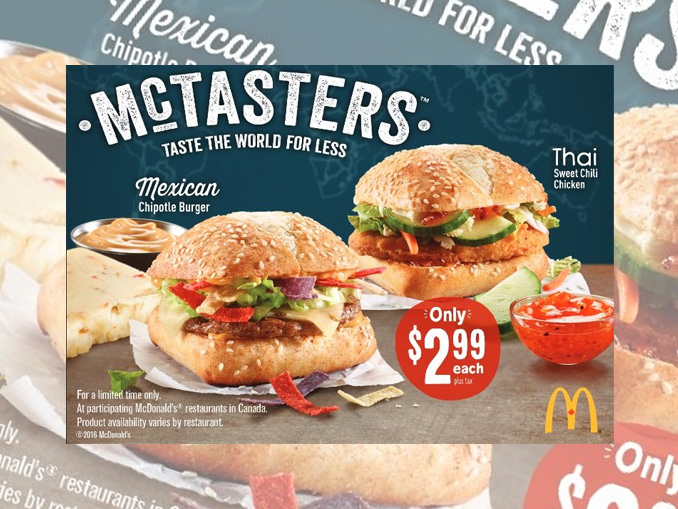 Mexican
Chipotle
LD FOR LESS
ERS
McTASTERS™
TASTE THE WORLD FOR LESS
Mexican
Chipotle Burger
Thai
Sweet Chili
Chicken
Only
$2.99
each
plus tax
For a limited time only.
At participating McDonald's® restaurants in Canada.
Product availability varies by restaurant.
©2016 McDonald's
nly.
nald's® restaurants in
ies by
Only
$